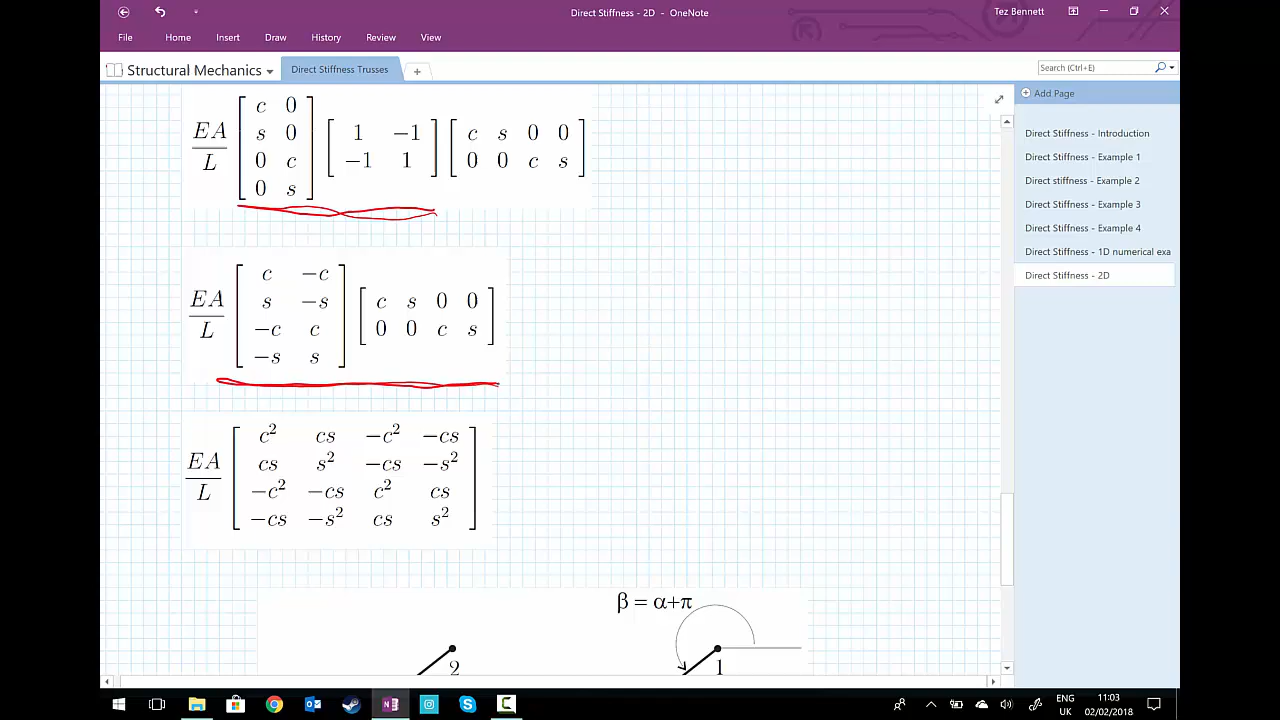 Direct Stiffness - 2D - OneNote
Tez Bennett
File Home Insert Draw History Review View
Structural Mechanics
Direct Stiffness Trusses
+
Search (Ctrl+E)
Add Page
Direct Stiffness - Introduction
Direct Stiffness - Example 1
Direct stiffness - Example 2
Direct Stiffness - Example 3
Direct Stiffness - Example 4
Direct Stiffness - 1D numerical exa
Direct Stiffness - 2D
EA
L
c 0
s 0
0 c
0 s
1 −1
−1 1
c s 0 0
0 0 c s
EA
L
c −c
s −s
−c c
−s s
c s 0 0
0 0 c s
EA
L
c² cs −c² −cs
cs s² −cs −s²
−c² −cs c² cs
−cs −s² cs s²
β = α+π
2
1
ENG
UK
11:03
02/02/2018